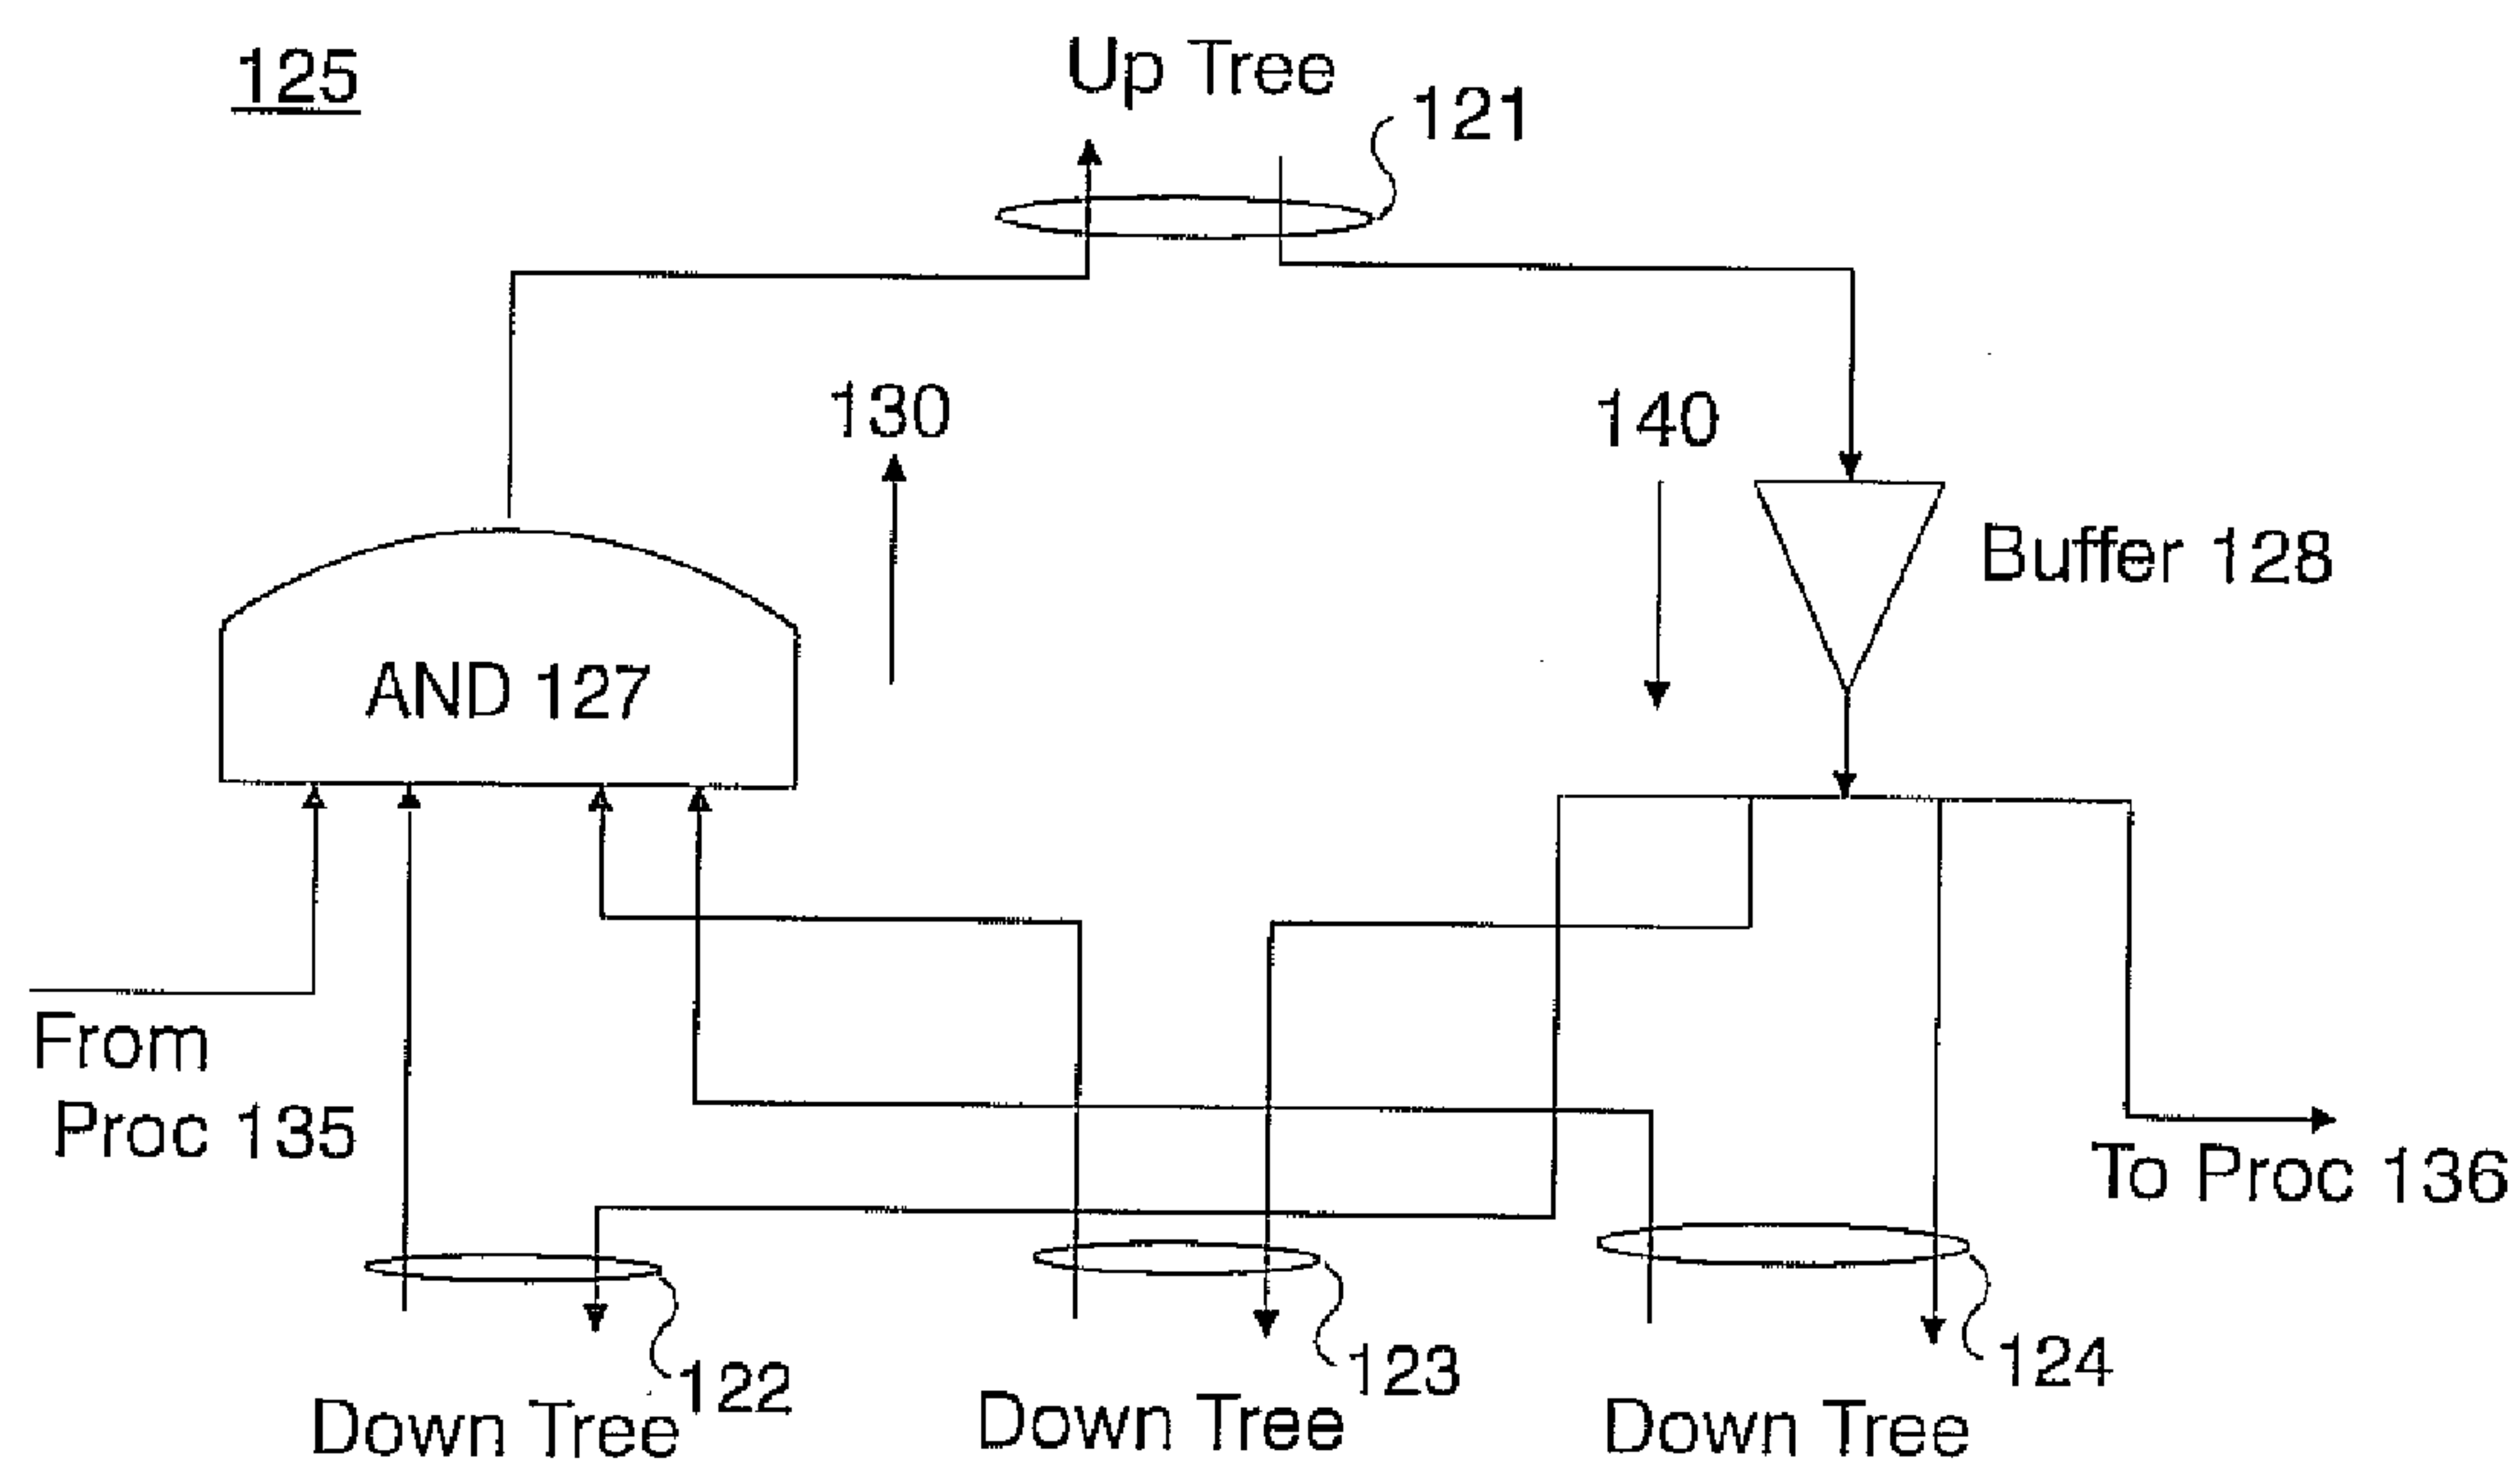 125
Up Tree
121
130
140
Buffer 128
AND 127
From
Proc 135
To Proc 136
122
123
124
Down Tree
Down Tree
Down Tree